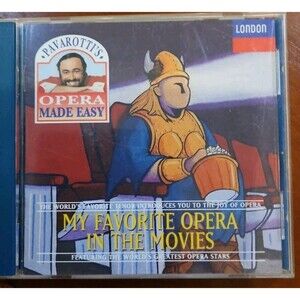 PAVAROTTI'S
OPERA
MADE EASY
LONDON
THE WORLD'S FAVORITE TENOR INTRODUCES YOU TO THE JOY OF OPERA
MY FAVORITE OPERA
IN THE MOVIES
FEATURING THE WORLD'S GREATEST OPERA STARS